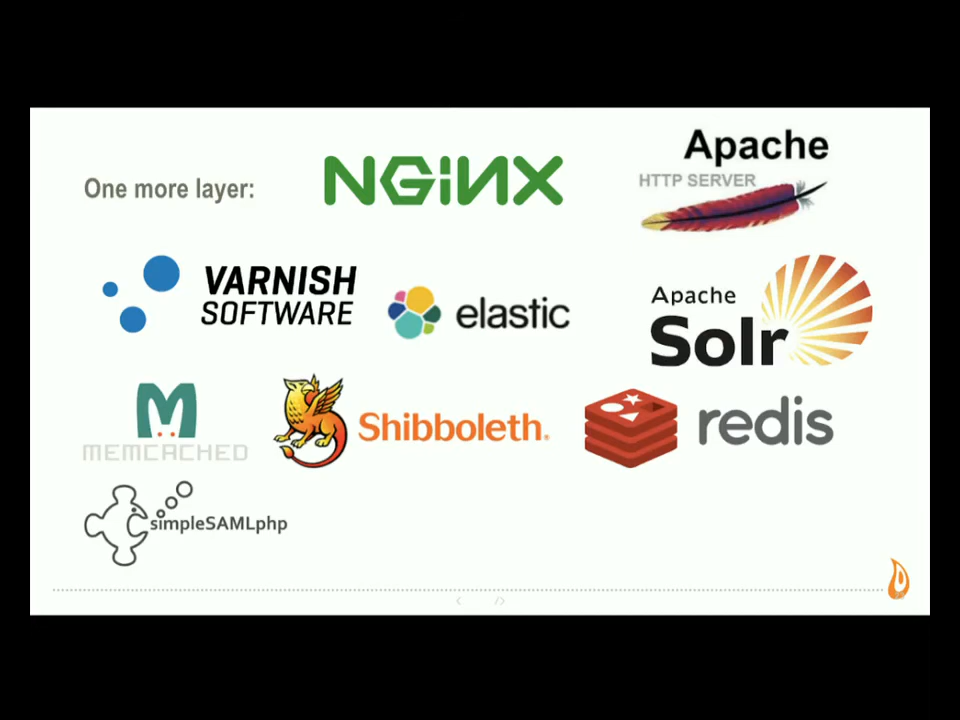 One more layer:
NGINX
Apache
HTTP SERVER
VARNISH
SOFTWARE
elastic
Apache
Solr
MEMCACHED
Shibboleth.
redis
simpleSAMLphp